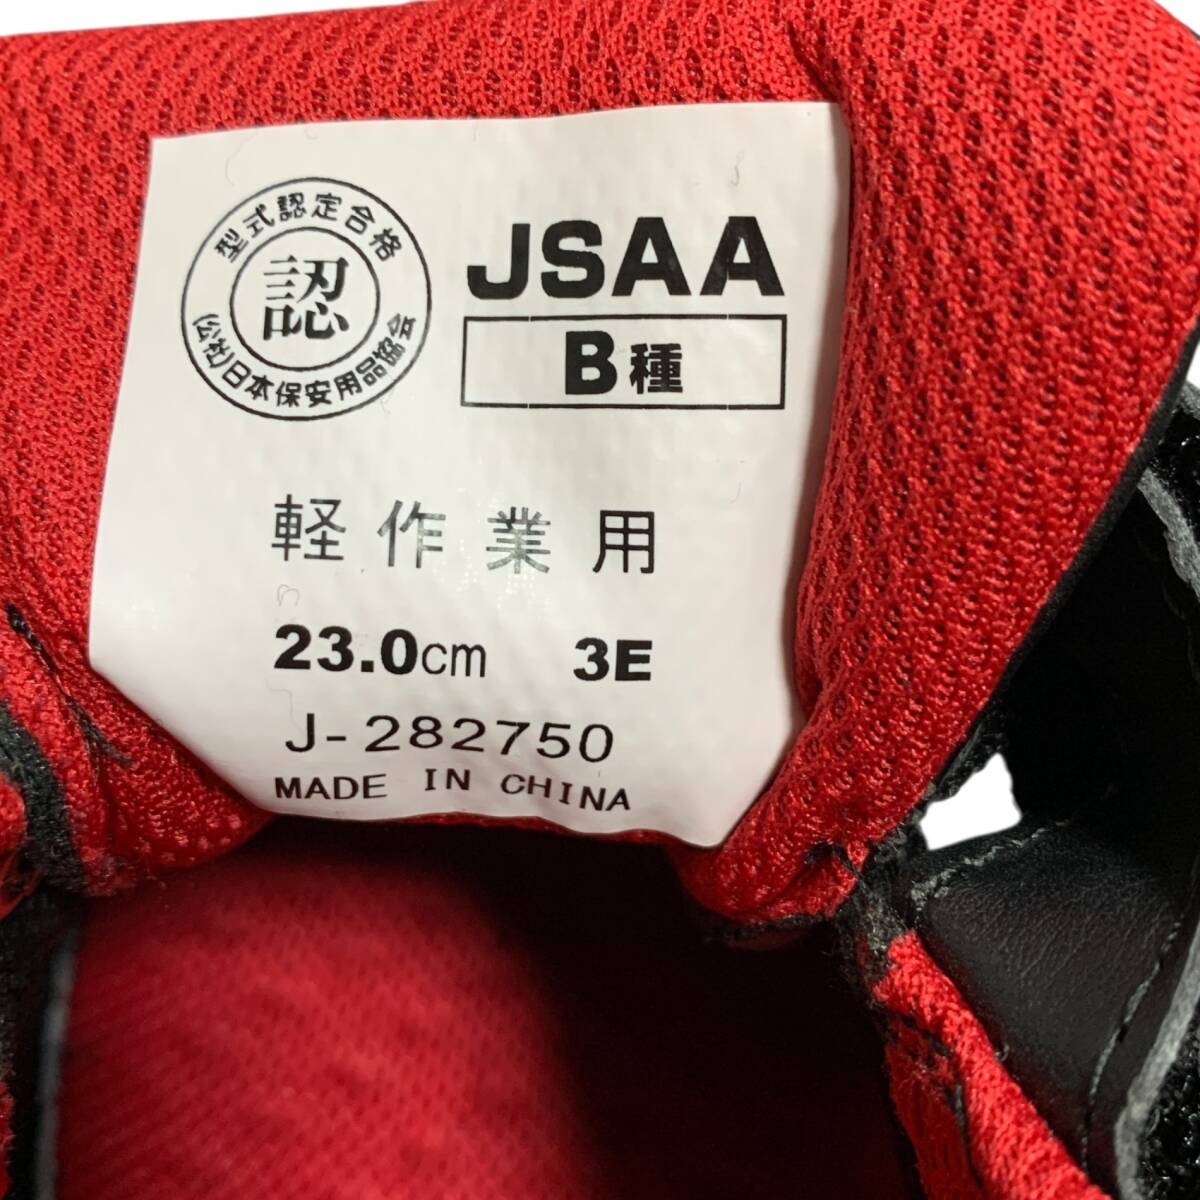 型式認定合格
認
(公社)日本保安用品協会
JSAA
B種
軽作業用
23.0cm 3E
J-282750
MADE IN CHINA